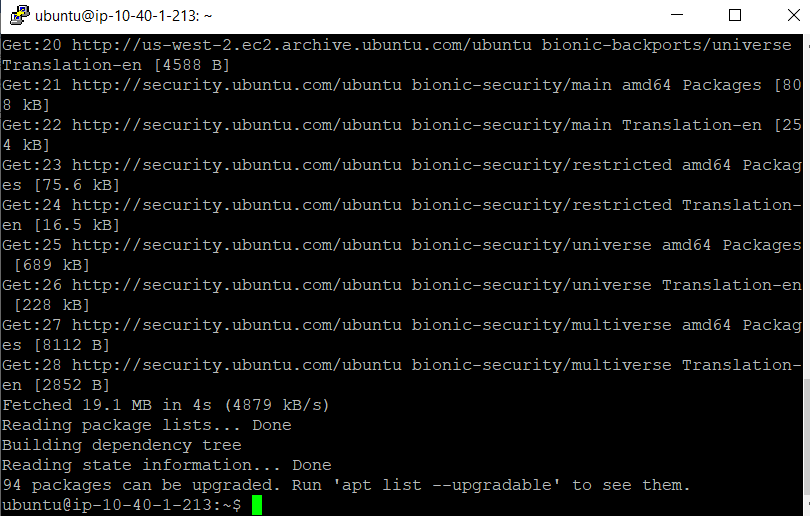 ubuntu@ip-10-40-1-213: ~
Get:20 http://us-west-2.ec2.archive.ubuntu.com/ubuntu bionic-backports/universe
Translation-en [4588 B]
Get:21 http://security.ubuntu.com/ubuntu bionic-security/main amd64 Packages [80
8 kB]
Get:22 http://security.ubuntu.com/ubuntu bionic-security/main Translation-en [25
4 kB]
Get:23 http://security.ubuntu.com/ubuntu bionic-security/restricted amd64 Packag
es [75.6 kB]
Get:24 http://security.ubuntu.com/ubuntu bionic-security/restricted Translation-
en [16.5 kB]
Get:25 http://security.ubuntu.com/ubuntu bionic-security/universe amd64 Packages
 [689 kB]
Get:26 http://security.ubuntu.com/ubuntu bionic-security/universe Translation-en
 [228 kB]
Get:27 http://security.ubuntu.com/ubuntu bionic-security/multiverse amd64 Packag
es [8112 B]
Get:28 http://security.ubuntu.com/ubuntu bionic-security/multiverse Translation-
en [2852 B]
Fetched 19.1 MB in 4s (4879 kB/s)
Reading package lists... Done
Building dependency tree
Reading state information... Done
94 packages can be upgraded. Run 'apt list --upgradable' to see them.
ubuntu@ip-10-40-1-213:~$